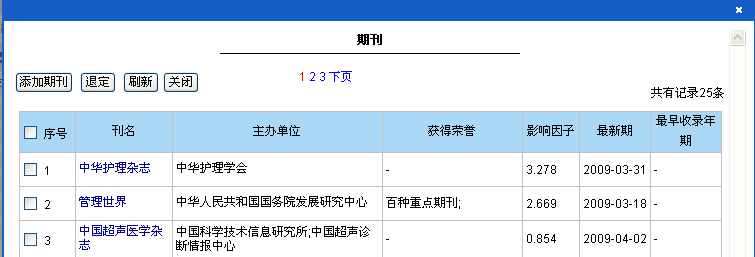 期刊
1 2 3 下页
添加期刊 退定 刷新 关闭
共有记录25条
序号 刊名 主办单位 获得荣誉 影响因子 最新期 最早收录年
期
1 中华护理杂志 中华护理学会 - 3.278 2009-03-31 -
2 管理世界 中华人民共和国国务院发展研究中心 百种重点期刊; 2.669 2009-03-18 -
3 中国超声医学杂 中国科学技术信息研究所;中国超声诊 - 0.854 2009-04-02 -
志 断情报中心